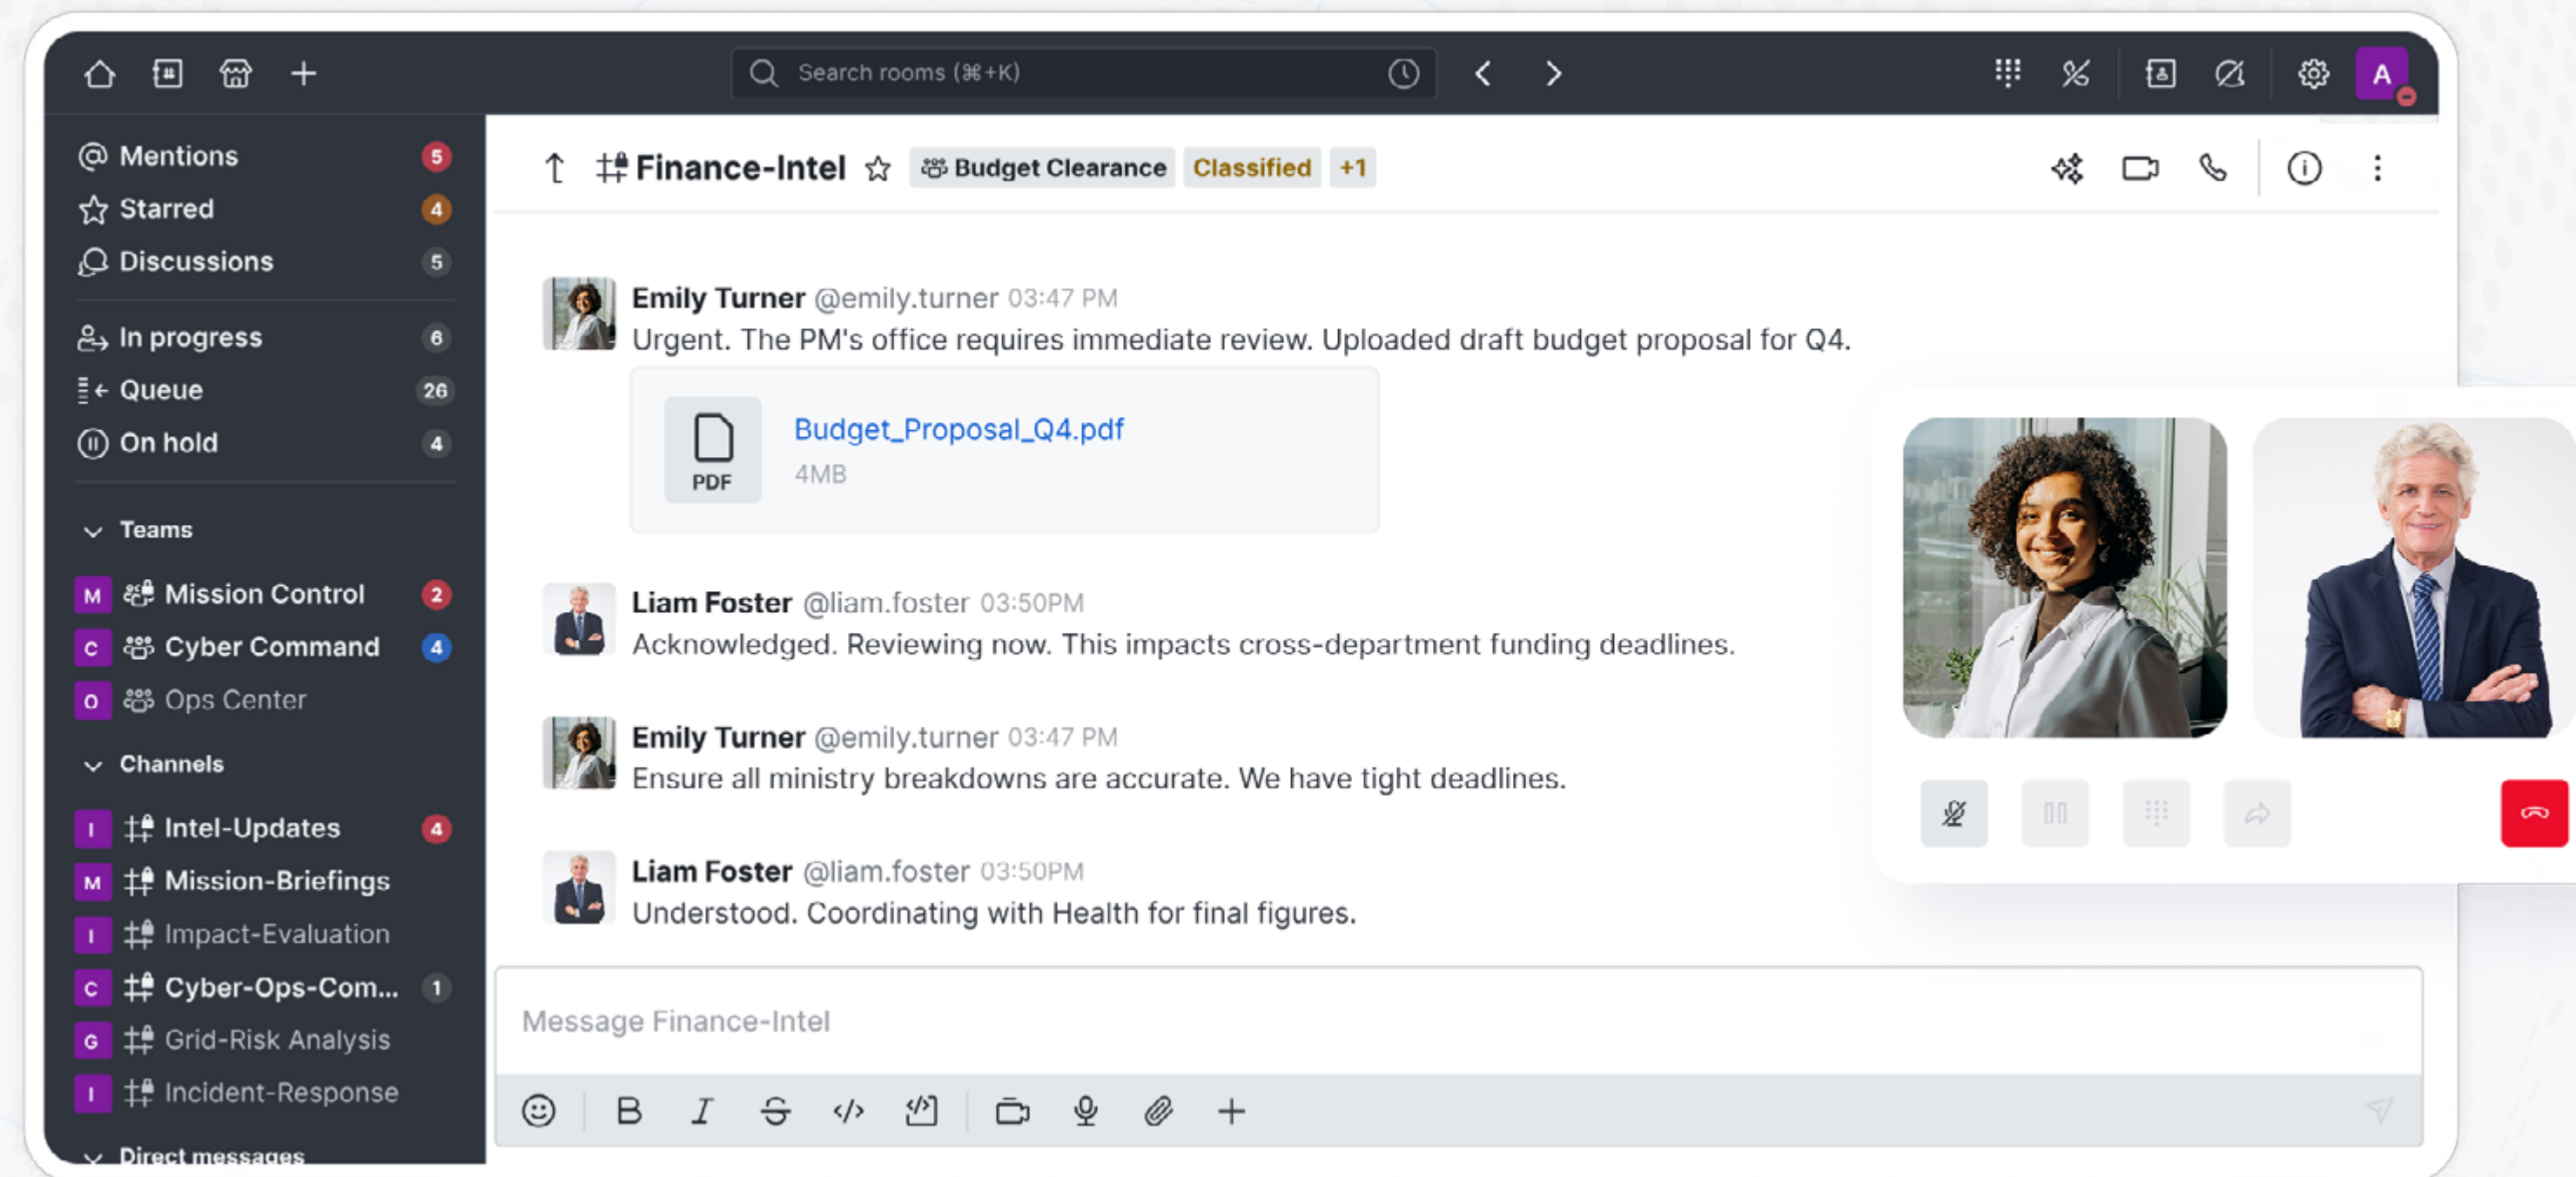 Search rooms (⌘+K)
A
Mentions 5
Starred 4
Discussions 5
In progress 6
Queue 26
On hold 4
Teams
M Mission Control 2
C Cyber Command 4
O Ops Center
Channels
I Intel-Updates 4
M Mission-Briefings
I Impact-Evaluation
C Cyber-Ops-Com... 1
G Grid-Risk Analysis
I Incident-Response
Direct messages
Finance-Intel Budget Clearance Classified +1
Emily Turner @emily.turner 03:47 PM
Urgent. The PM's office requires immediate review. Uploaded draft budget proposal for Q4.
Budget_Proposal_Q4.pdf
4MB
PDF
Liam Foster @liam.foster 03:50PM
Acknowledged. Reviewing now. This impacts cross-department funding deadlines.
Emily Turner @emily.turner 03:47 PM
Ensure all ministry breakdowns are accurate. We have tight deadlines.
Liam Foster @liam.foster 03:50PM
Understood. Coordinating with Health for final figures.
Message Finance-Intel
B I S </>